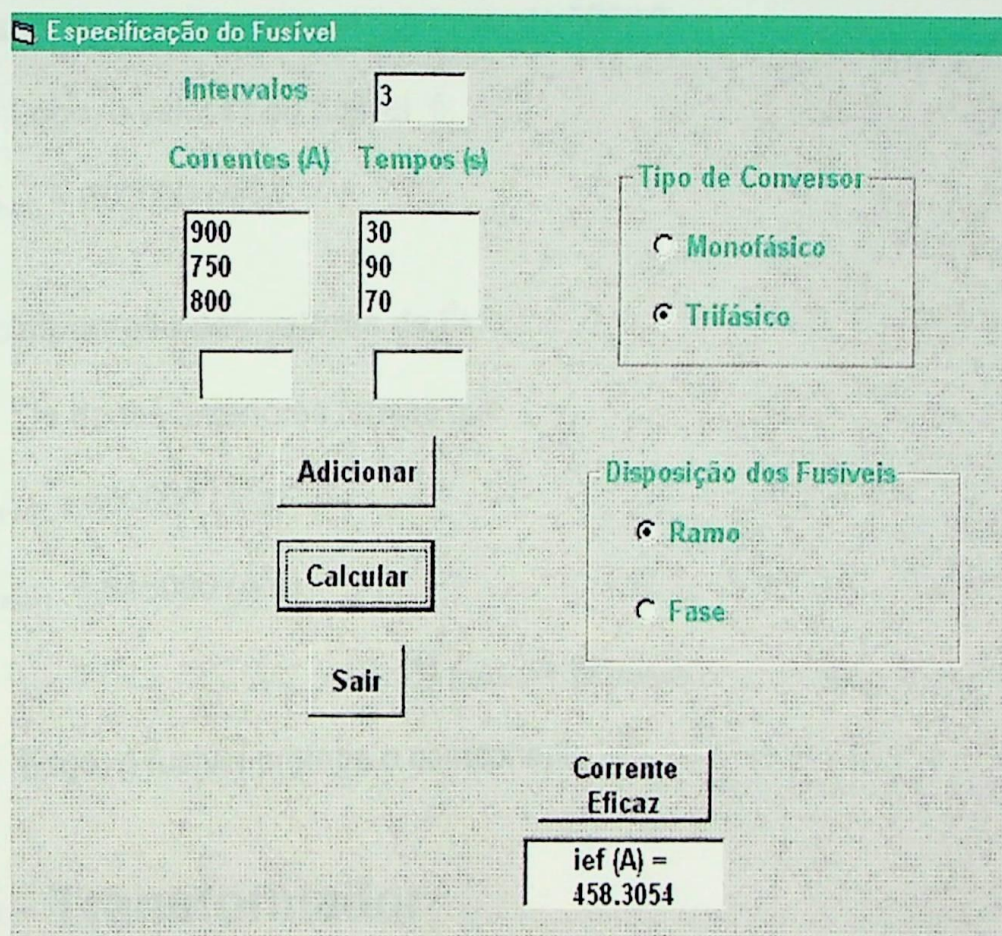 Especificação do Fusível
Intervalos 3
Correntes (A) Tempos (s)
900 30
750 90
800 70
Tipo de Conversor
Monofásico
Trifásico
Adicionar
Calcular
Sair
Disposição dos Fusíveis
Ramo
Fase
Corrente
Eficaz
ief (A) =
458.3054